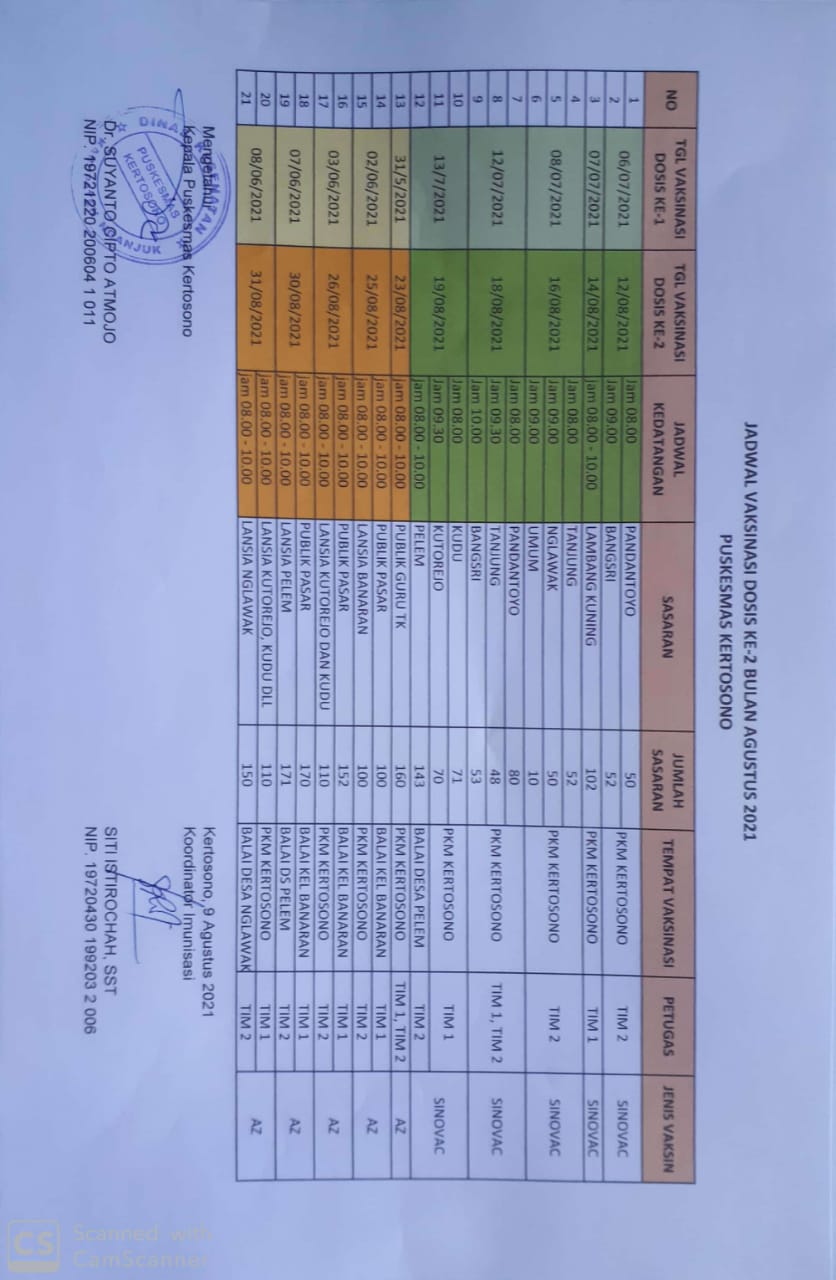 JADWAL VAKSINASI DOSIS KE-2 BULAN AGUSTUS 2021
PUSKESMAS KERTOSONO
NO TGL VAKSINASI DOSIS KE-1 TGL VAKSINASI DOSIS KE-2 JADWAL KEDATANGAN SASARAN JUMLAH SASARAN TEMPAT VAKSINASI PETUGAS JENIS VAKSIN
1 06/07/2021 12/08/2021 Jam 08.00 PANDANTOYO 50 PKM KERTOSONO TIM 2 SINOVAC
2 Jam 09.00 BANGSRI 52
3 07/07/2021 14/08/2021 jam 08.00 - 10.00 LAMBANG KUNING 102 PKM KERTOSONO TIM 1 SINOVAC
4 Jam 08.00 TANJUNG 52
5 08/07/2021 16/08/2021 Jam 09.00 NGLAWAK 50 PKM KERTOSONO TIM 2 SINOVAC
6 Jam 09.00 UMUM 10
7 Jam 08.00 PANDANTOYO 80
8 12/07/2021 18/08/2021 Jam 09.30 TANJUNG 48 PKM KERTOSONO TIM 1, TIM 2 SINOVAC
9 Jam 10.00 BANGSRI 53
10 Jam 08.00 KUDU 71 PKM KERTOSONO TIM 1
11 13/7/2021 19/08/2021 Jam 09.30 KUTOREJO 70 SINOVAC
12 jam 08.00 - 10.00 PELEM 143 BALAI DESA PELEM TIM 2
13 31/5/2021 23/08/2021 jam 08.00 - 10.00 PUBLIK GURU TK 160 PKM KERTOSONO TIM 1, TIM 2 AZ
14 02/06/2021 25/08/2021 jam 08.00 - 10.00 PUBLIK PASAR 100 BALAI KEL BANARAN TIM 1 AZ
15 jam 08.00 - 10.00 LANSIA BANARAN 100 PKM KERTOSONO TIM 2
16 03/06/2021 26/08/2021 jam 08.00 - 10.00 PUBLIK PASAR 152 BALAI KEL BANARAN TIM 1 AZ
17 jam 08.00 - 10.00 LANSIA KUTOREJO DAN KUDU 110 PKM KERTOSONO TIM 2
18 07/06/2021 30/08/2021 jam 08.00 - 10.00 PUBLIK PASAR 170 BALAI KEL BANARAN TIM 1 AZ
19 jam 08.00 - 10.00 LANSIA PELEM 171 BALAI DS PELEM TIM 2
20 08/06/2021 31/08/2021 jam 08.00 - 10.00 LANSIA KUTOREJO, KUDU DLL 110 PKM KERTOSONO TIM 1 AZ
21 jam 08.00 - 10.00 LANSIA NGLAWAK 150 BALAI DESA NGLAWAK TIM 2
Mengetahui
Kepala Puskesmas Kertosono
DINAS KESEHATAN
PUSKESMAS
KERTOSONO
NGANJUK
Dr. SUYANTO CIPTO ATMOJO
NIP. 19721220 200604 1 011
Kertosono, 9 Agustus 2021
Koordinator Imunisasi
SITI ISTIROCHAH, SST
NIP. 19720430 199203 2 006
CS Scanned with
CamScanner